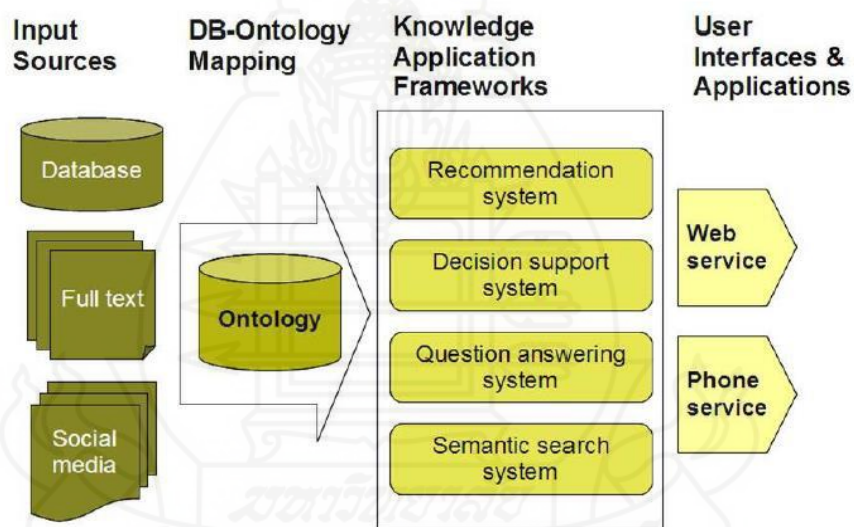 Input
Sources
DB-Ontology
Mapping
Knowledge
Application
Frameworks
User
Interfaces &
Applications
Database
Full text
Social
media
Ontology
Recommendation
system
Decision support
system
Question answering
system
Semantic search
system
Web
service
Phone
service